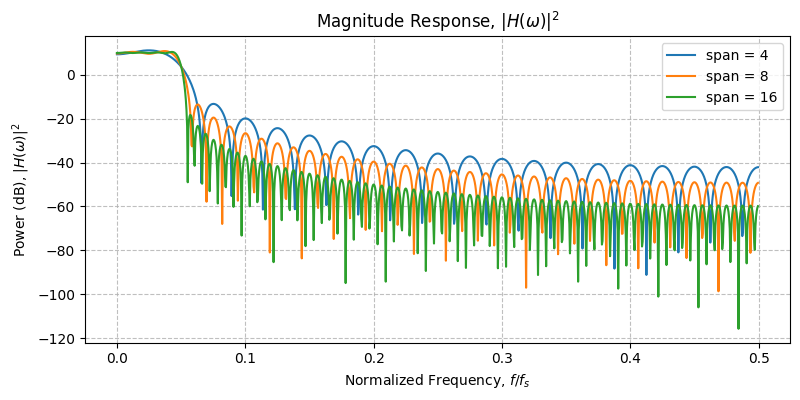 Magnitude Response, |H(ω)|²
Power (dB), |H(ω)|²
0
−20
−40
−60
−80
−100
−120
span = 4
span = 8
span = 16
0.0 0.1 0.2 0.3 0.4 0.5
Normalized Frequency, f/fₛ